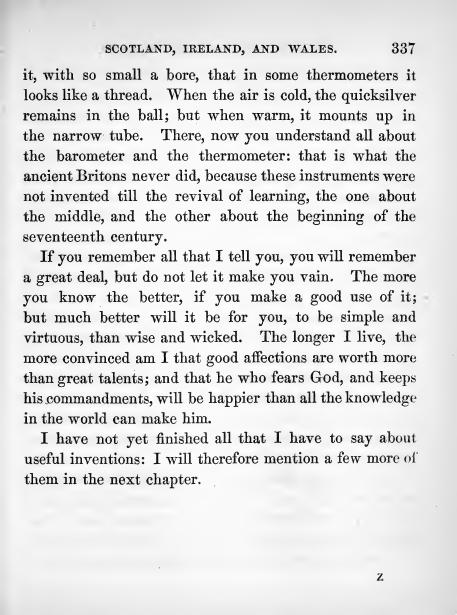 SCOTLAND, IRELAND, AND WALES. 337
it, with so small a bore, that in some thermometers it
looks like a thread. When the air is cold, the quicksilver
remains in the ball; but when warm, it mounts up in
the narrow tube. There, now you understand all about
the barometer and the thermometer: that is what the
ancient Britons never did, because these instruments were
not invented till the revival of learning, the one about
the middle, and the other about the beginning of the
seventeenth century.
If you remember all that I tell you, you will remember
a great deal, but do not let it make you vain. The more
you know the better, if you make a good use of it;
but much better will it be for you, to be simple and
virtuous, than wise and wicked. The longer I live, the
more convinced am I that good affections are worth more
than great talents; and that he who fears God, and keeps
his commandments, will be happier than all the knowledge
in the world can make him.
I have not yet finished all that I have to say about
useful inventions: I will therefore mention a few more of
them in the next chapter.
Z